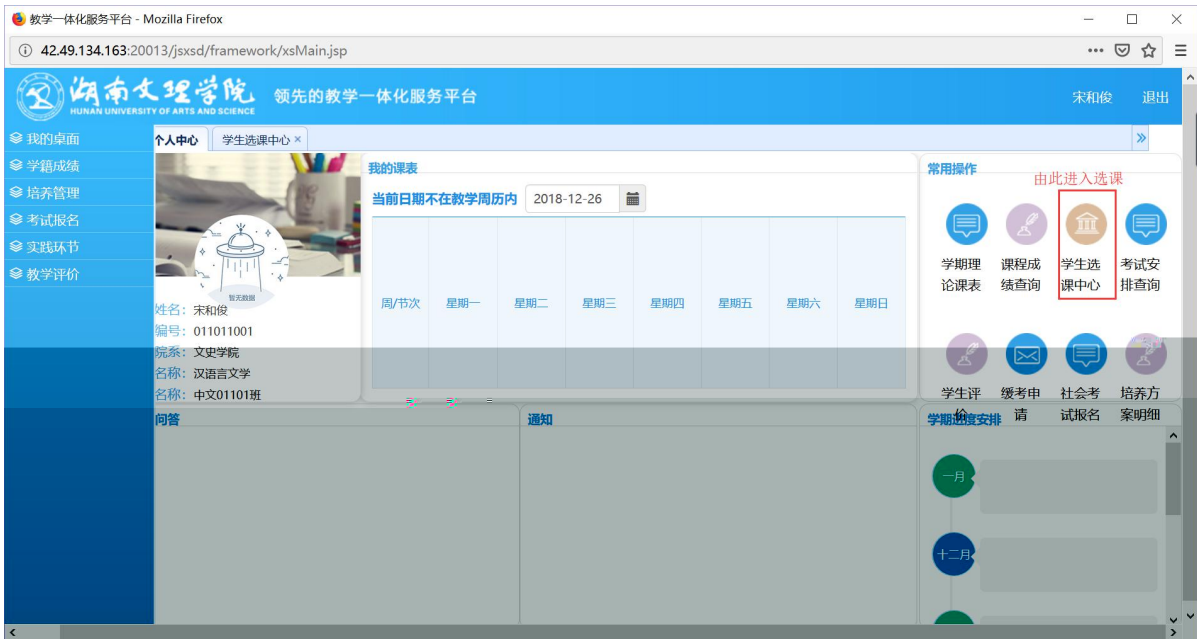 教学一体化服务平台 - Mozilla Firefox
42.49.134.163:20013/jsxsd/framework/xsMain.jsp
湖南文理学院
HUNAN UNIVERSITY OF ARTS AND SCIENCE
领先的教学一体化服务平台
宋和俊 退出
我的桌面
学籍成绩
培养管理
考试报名
实践环节
教学评价
个人中心 学生选课中心 ×
暂无数据
姓名：宋和俊
编号：011011001
院系：文史学院
名称：汉语言文学
名称：中文01101班
我的课表
当前日期不在教学周历内 2018-12-26
周/节次 星期一 星期二 星期三 星期四 星期五 星期六 星期日
常用操作
由此进入选课
学期理论课表
课程成绩查询
学生选课中心
考试安排查询
学生评价
缓考申请
社会考试报名
培养方案明细
问答
通知
学期进度安排
一月
十二月